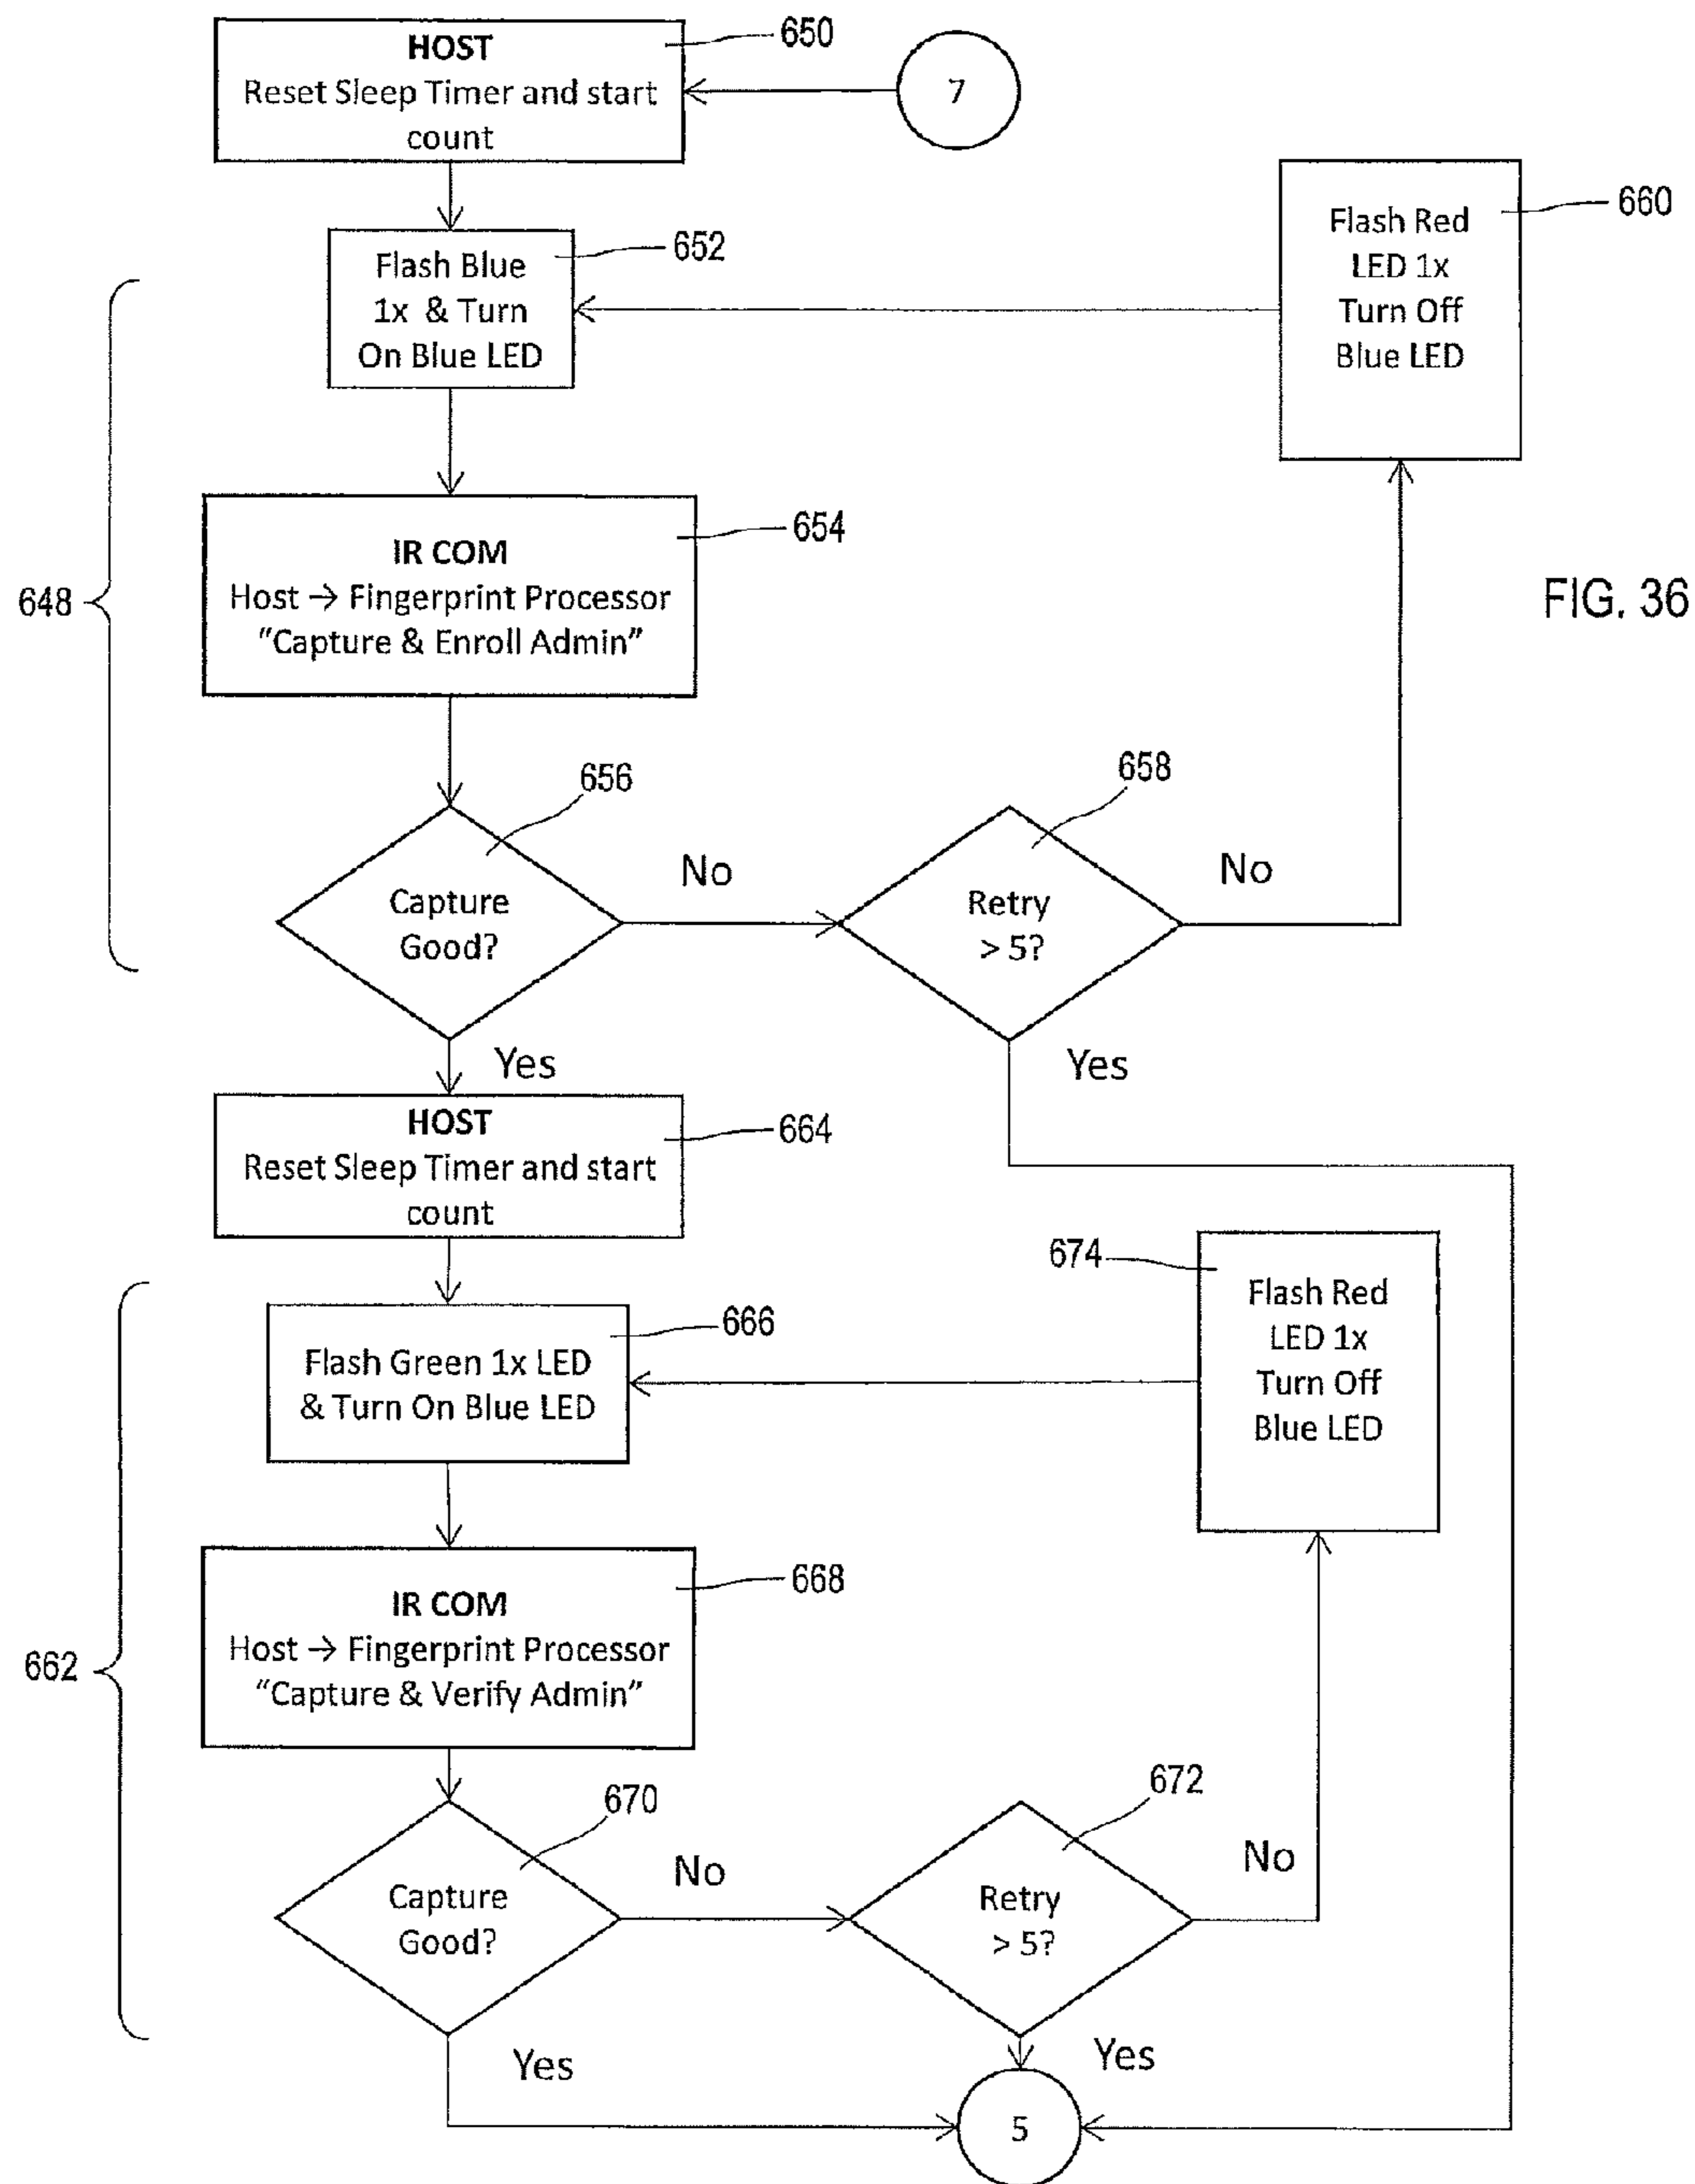 HOST
Reset Sleep Timer and start
count
650
7
Flash Blue
1x & Turn
On Blue LED
652
Flash Red
LED 1x
Turn Off
Blue LED
660
648
IR COM
Host → Fingerprint Processor
"Capture & Enroll Admin"
654
FIG. 36
656
Capture
Good?
No
658
Retry
> 5?
No
Yes
Yes
HOST
Reset Sleep Timer and start
count
664
662
Flash Green 1x LED
& Turn On Blue LED
666
674
Flash Red
LED 1x
Turn Off
Blue LED
IR COM
Host → Fingerprint Processor
"Capture & Verify Admin"
668
670
Capture
Good?
No
672
Retry
> 5?
No
Yes
Yes
5